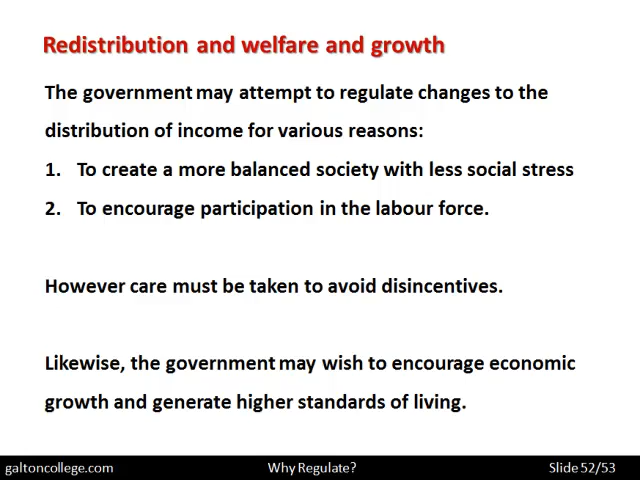 Redistribution and welfare and growth
The government may attempt to regulate changes to the
distribution of income for various reasons:
1. To create a more balanced society with less social stress
2. To encourage participation in the labour force.
However care must be taken to avoid disincentives.
Likewise, the government may wish to encourage economic
growth and generate higher standards of living.
galtoncollege.com Why Regulate? Slide 52/53